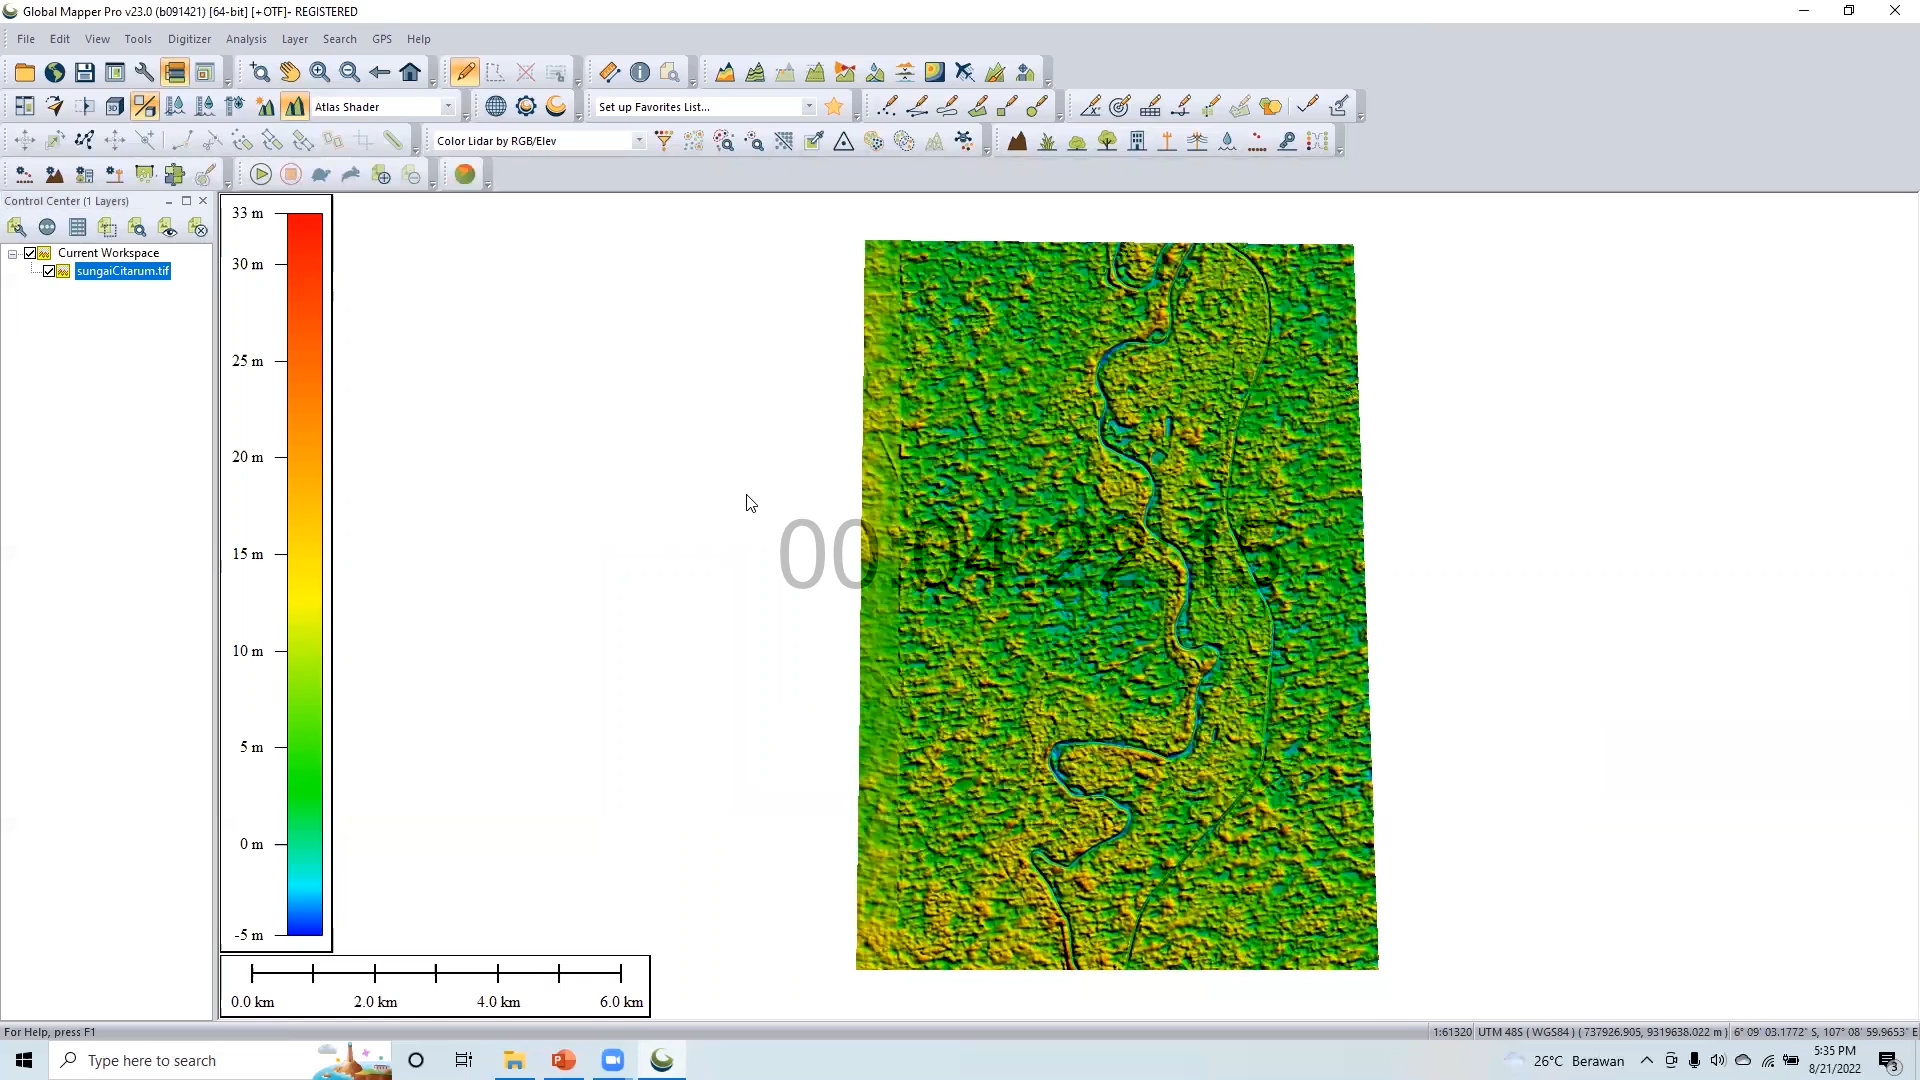 Global Mapper Pro v23.0 (b091421) [64-bit] [+OTF]- REGISTERED
File Edit View Tools Digitizer Analysis Layer Search GPS Help
Atlas Shader
Set up Favorites List...
Color Lidar by RGB/Elev
Control Center (1 Layers)
Current Workspace
sungaiCitarum.tif
33 m
30 m
25 m
20 m
15 m
10 m
5 m
0 m
-5 m
0.0 km 2.0 km 4.0 km 6.0 km
For Help, press F1
1:61320 UTM 48S ( WGS84 ) ( 737926.905, 9319638.022 m ) 6° 09' 03.1772" S, 107° 08' 59.9653" E
Type here to search
26°C Berawan
5:35 PM
8/21/2022
3